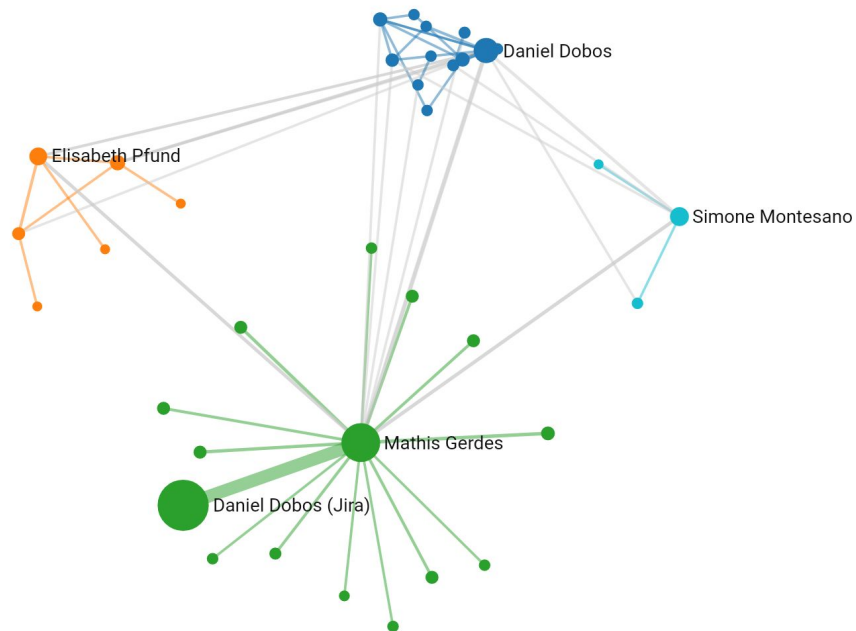 Daniel Dobos
Elisabeth Pfund
Simone Montesano
Mathis Gerdes
Daniel Dobos (Jira)